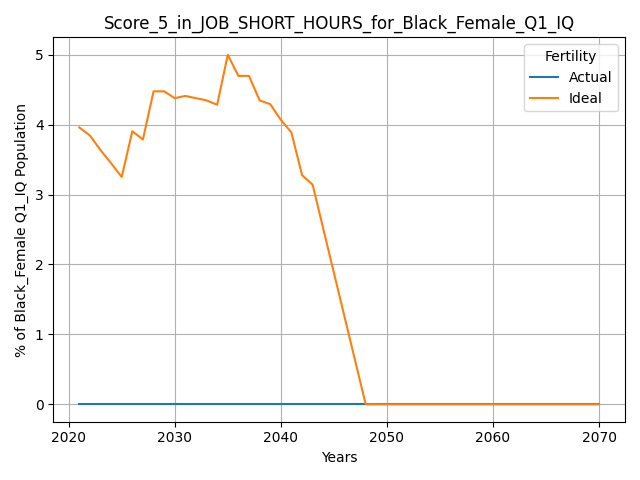 Score_5_in_JOB_SHORT_HOURS_for_Black_Female_Q1_IQ
Fertility
Actual
Ideal
% of Black_Female Q1_IQ Population
5
4
3
2
1
0
2020 2030 2040 2050 2060 2070
Years